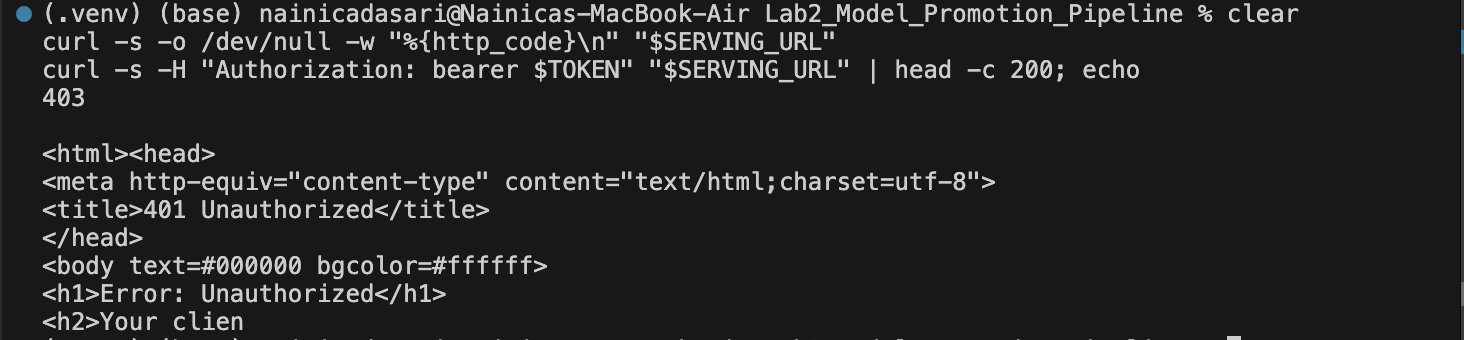 (.venv) (base) nainicadasari@Nainicas-MacBook-Air Lab2_Model_Promotion_Pipeline % clear
curl -s -o /dev/null -w "%{http_code}\n" "$SERVING_URL"
curl -s -H "Authorization: bearer $TOKEN" "$SERVING_URL" | head -c 200; echo
403
<html><head>
<meta http-equiv="content-type" content="text/html;charset=utf-8">
<title>401 Unauthorized</title>
</head>
<body text=#000000 bgcolor=#ffffff>
<h1>Error: Unauthorized</h1>
<h2>Your clien